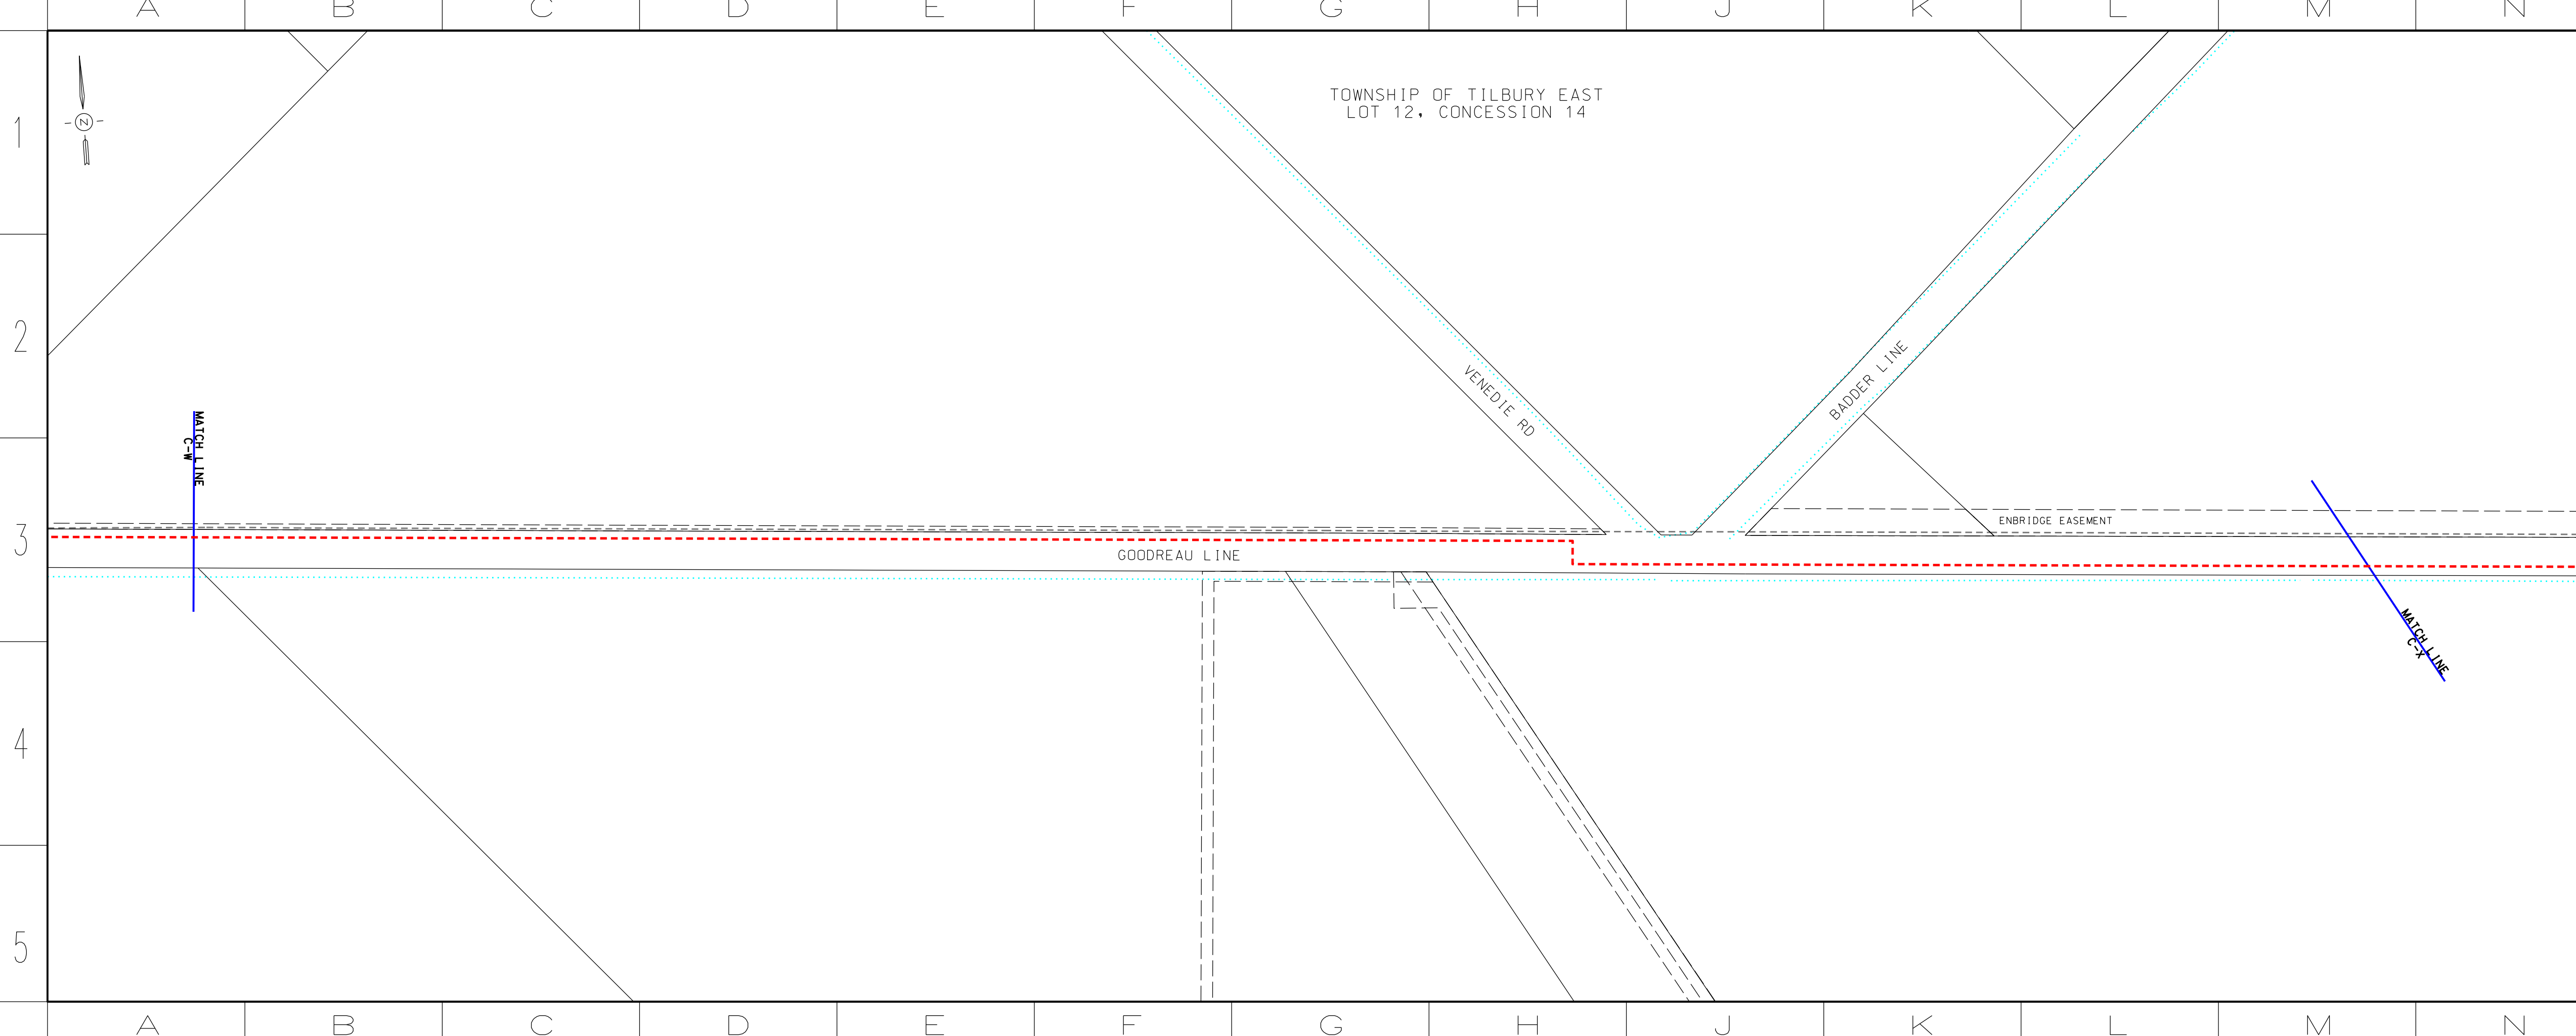 A B C D E F G H J K L M N
1
N
TOWNSHIP OF TILBURY EAST
LOT 12, CONCESSION 14
2
VENEDIE RD
BADDER LINE
MATCH LINE
C-W
3
ENBRIDGE EASEMENT
GOODREAU LINE
MATCH LINE
C-X
4
5
A B C D E F G H J K L M N